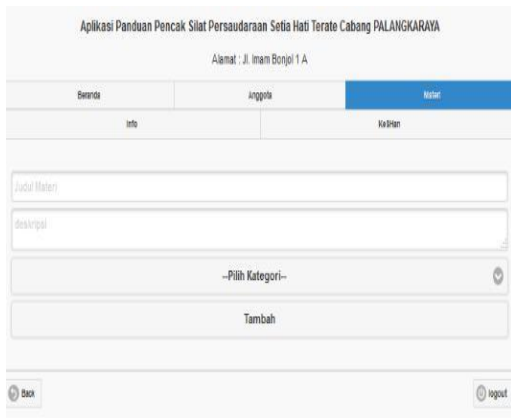 Aplikasi Panduan Pencak Silat Persaudaraan Setia Hati Terate Cabang PALANGKARAYA
Alamat : Jl. Imam Bonjol 1 A
Beranda Anggota Materi
Info KeSHan
Judul Materi
deskripsi
--Pilih Kategori--
Tambah
Back logout